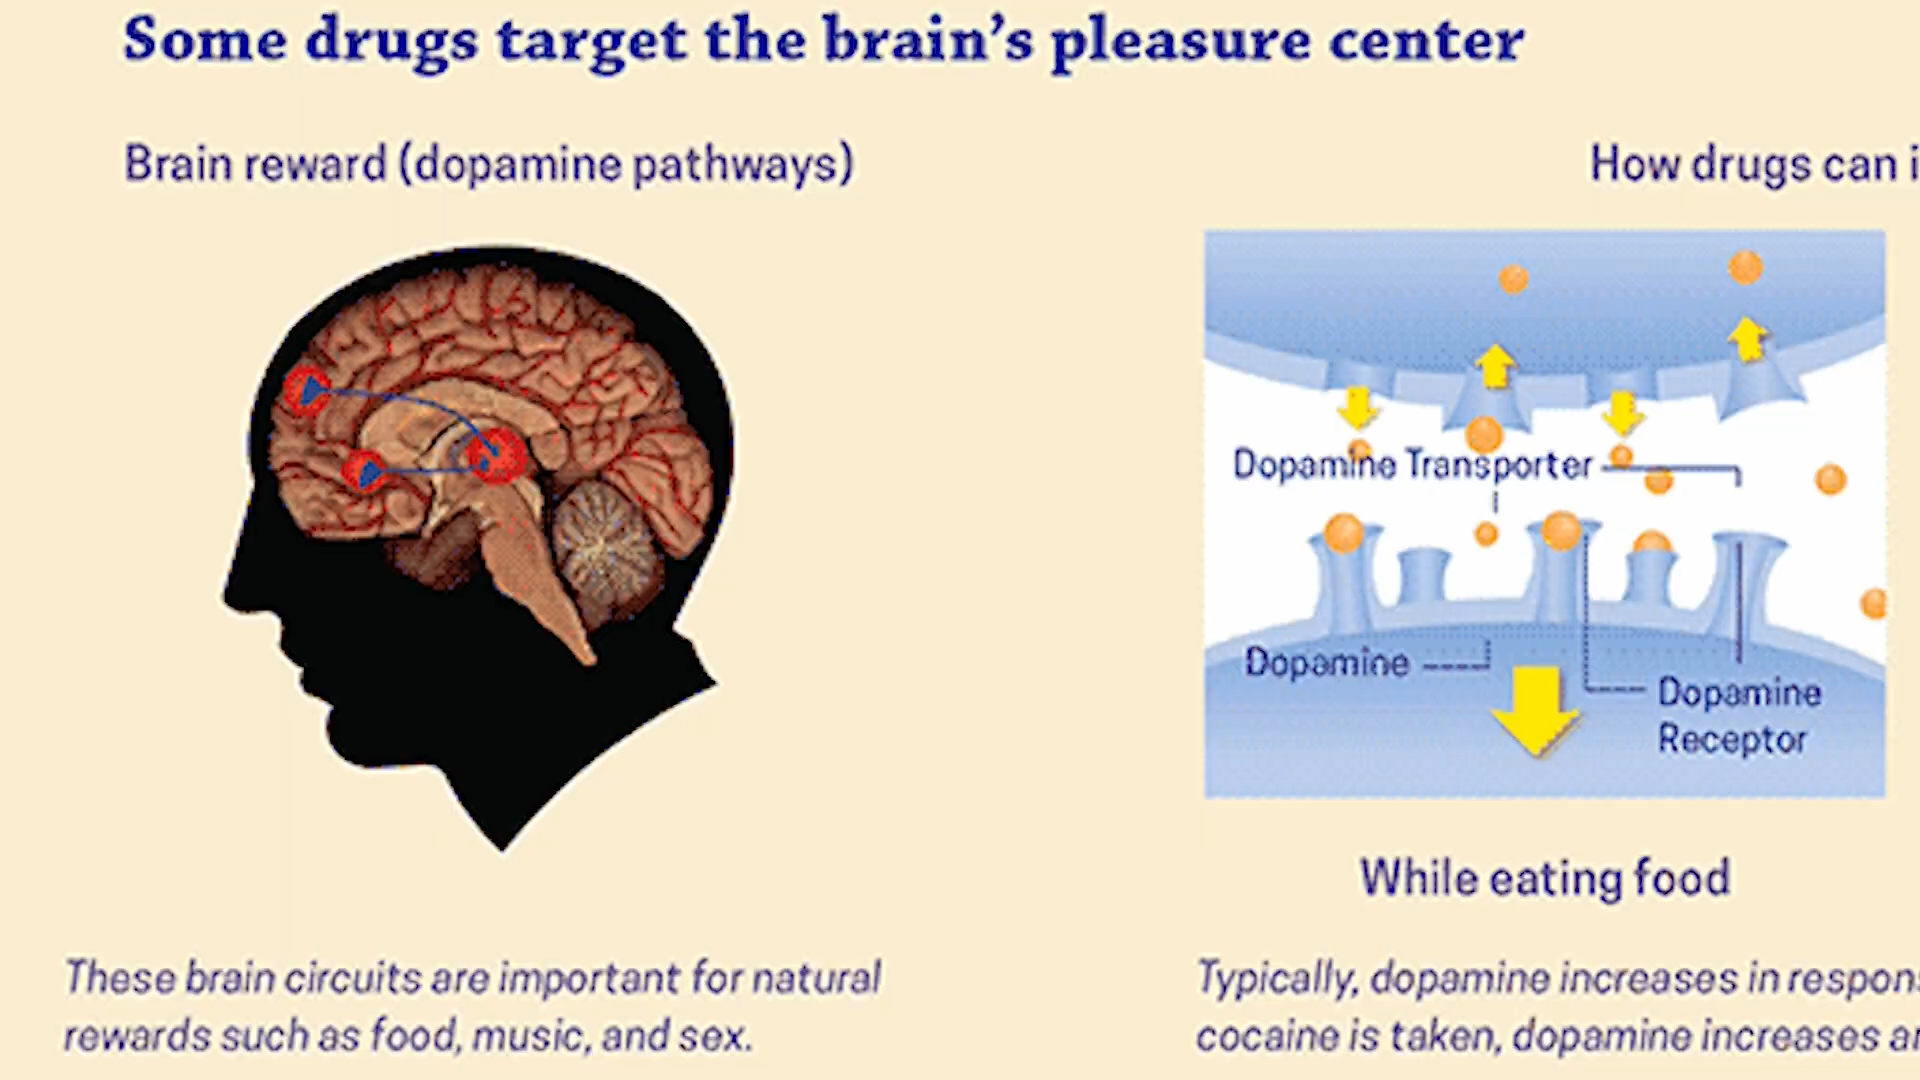 Some drugs target the brain's pleasure center
Brain reward (dopamine pathways)
How drugs can
Dopamine Transporter
Dopamine
Dopamine
Receptor
While eating food
These brain circuits are important for natural
rewards such as food, music, and sex.
Typically, dopamine increases in
cocaine is taken, dopamine increases